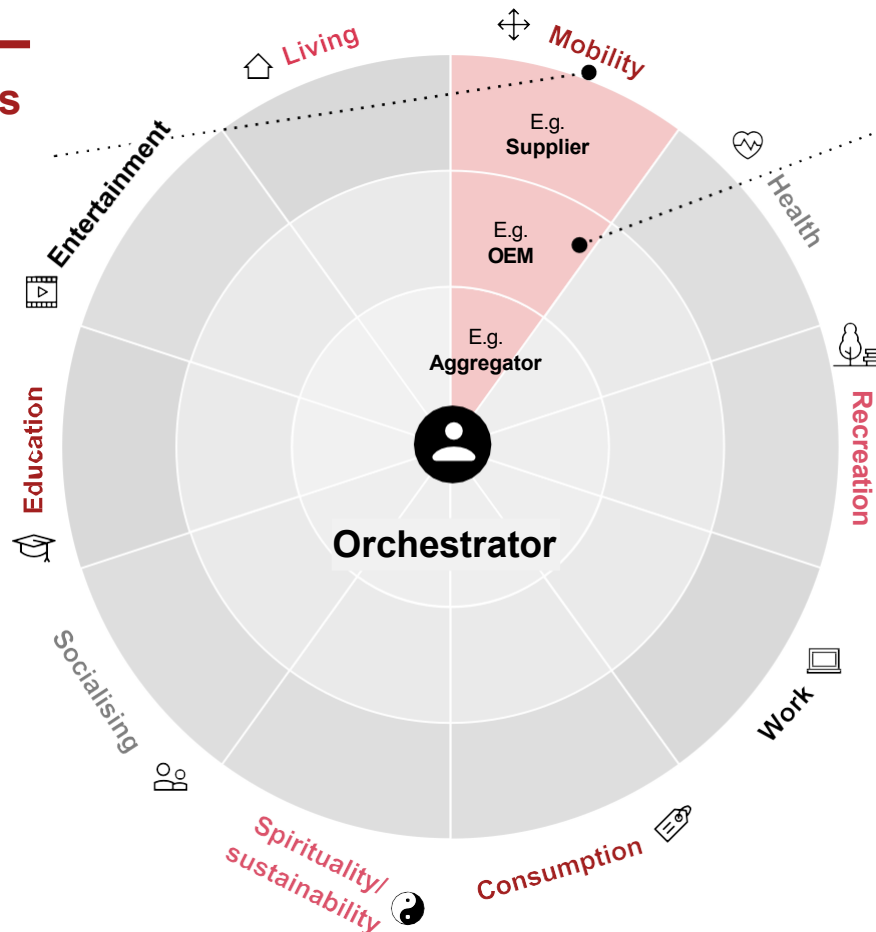 s
Living
Mobility
Entertainment
E.g.
Supplier
Health
E.g.
OEM
E.g.
Aggregator
Education
Recreation
Orchestrator
Socialising
Work
Spirituality/
sustainability
Consumption